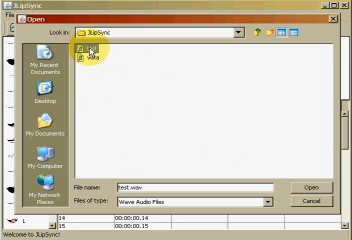 JLipSync
File
Open
Look in:
JLipSync
test
wata
My Recent
Documents
Desktop
My Documents
My Computer
My Network
Places
File name:
test.wav
Open
Files of type:
Wave Audio Files
Cancel
L
14
00:00:00.14
15
00:00:00.15
Welcome to JLipSync!